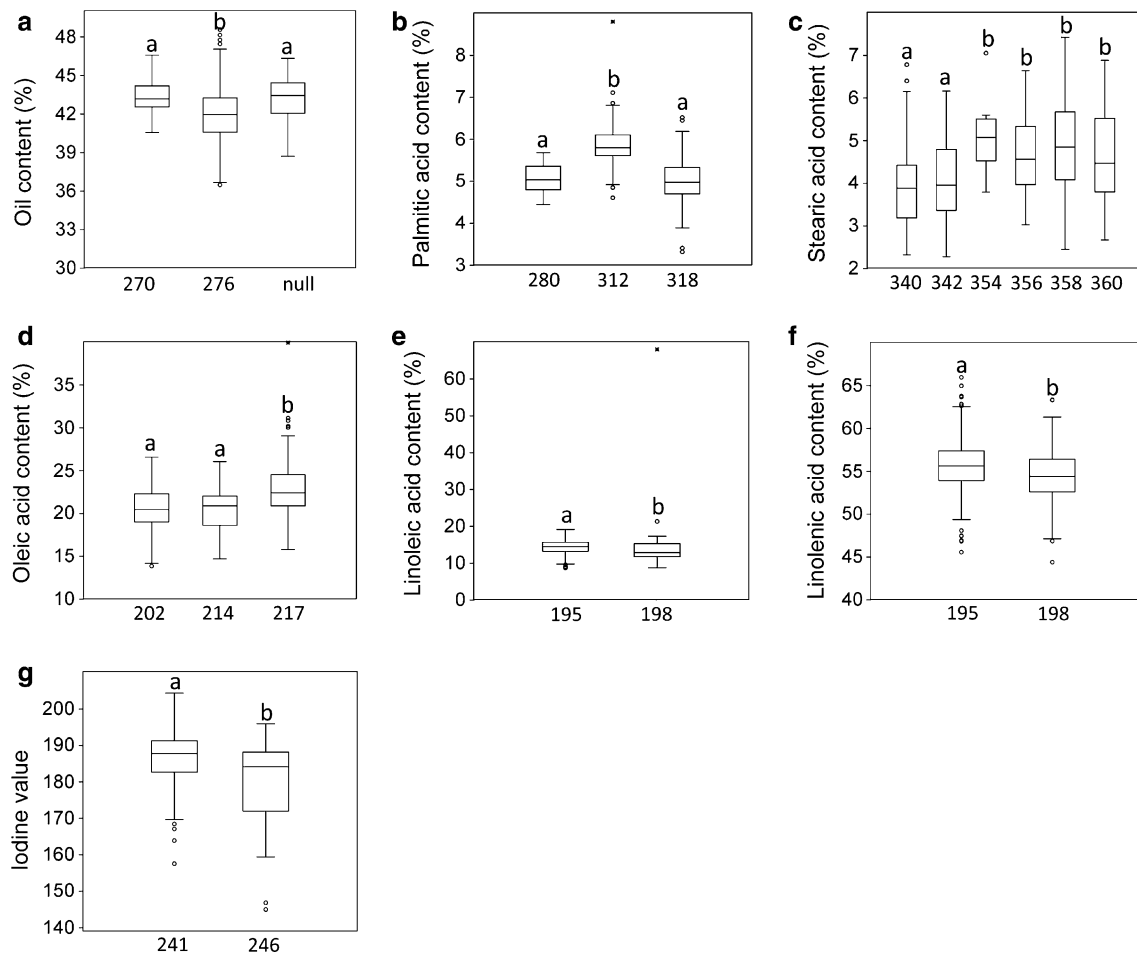 a
Oil content (%)
48
45
42
39
36
33
30
a
b
a
270 276 null
b
Palmitic acid content (%)
8
7
6
5
4
3
a
b
a
280 312 318
c
Stearic acid content (%)
7
6
5
4
3
2
a
a
b
b
b
b
340 342 354 356 358 360
d
Oleic acid content (%)
35
30
25
20
15
10
a
a
b
202 214 217
e
Linoleic acid content (%)
60
50
40
30
20
10
0
a
b
195 198
f
Linolenic acid content (%)
65
60
55
50
45
40
a
b
195 198
g
Iodine value
200
190
180
170
160
150
140
a
b
241 246